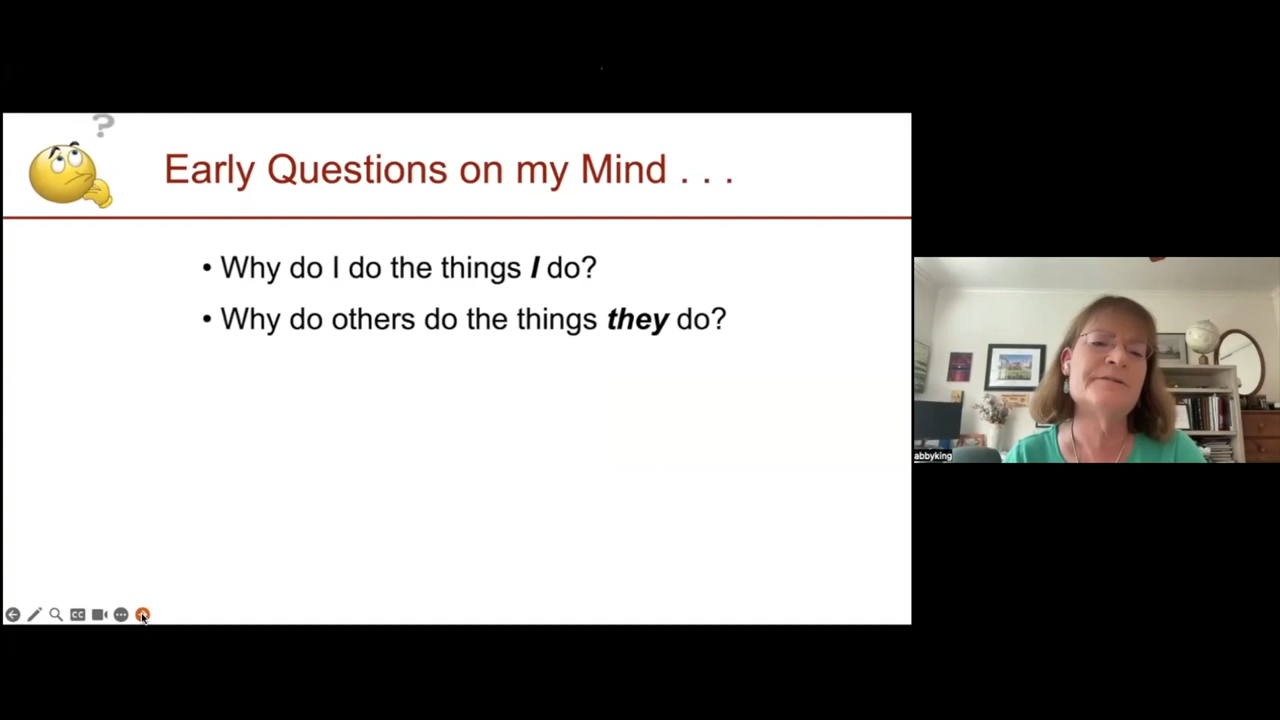 ?
Early Questions on my Mind . . .
• Why do I do the things I do?
• Why do others do the things they do?
abbyking
CC